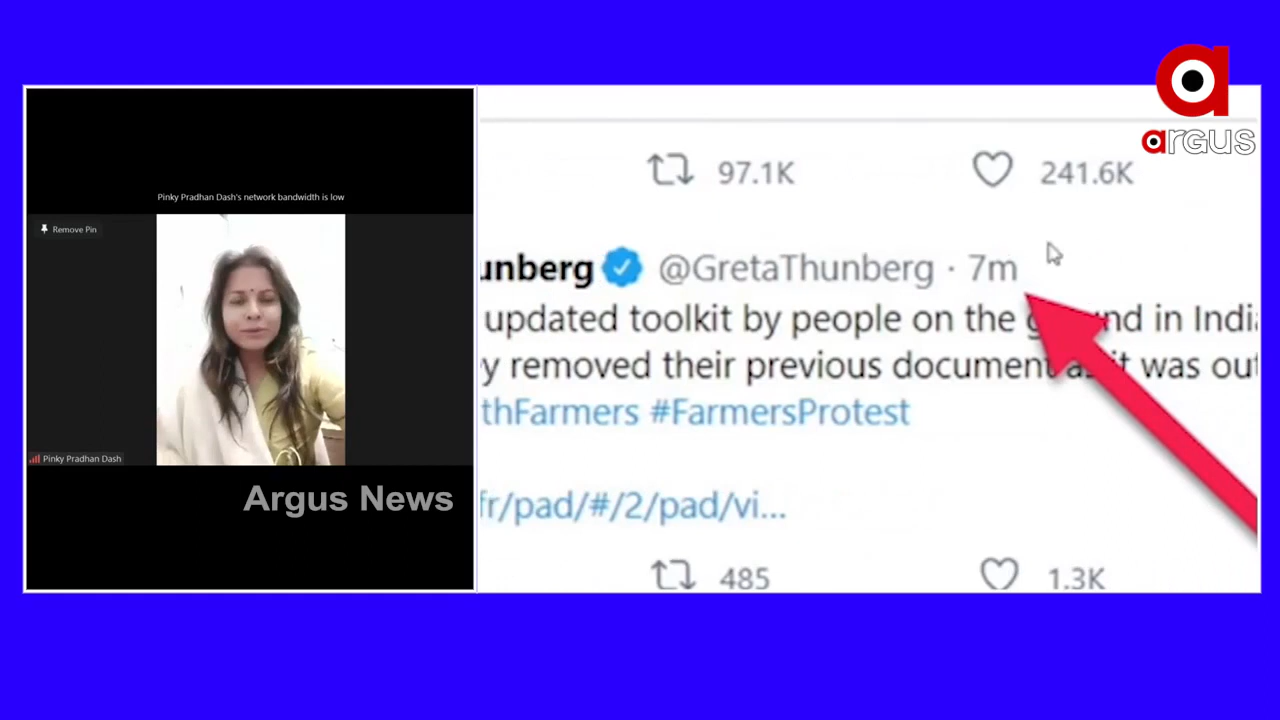 argus
97.1K
241.6K
Pinky Pradhan Dash's network bandwidth is low
Remove Pin
unberg @GretaThunberg · 7m
updated toolkit by people on the in Indi
y removed their previous document it was out
thFarmers #FarmersProtest
Pinky Pradhan Dash
Argus News
fr/pad/#/2/pad/vi...
485
1.3K